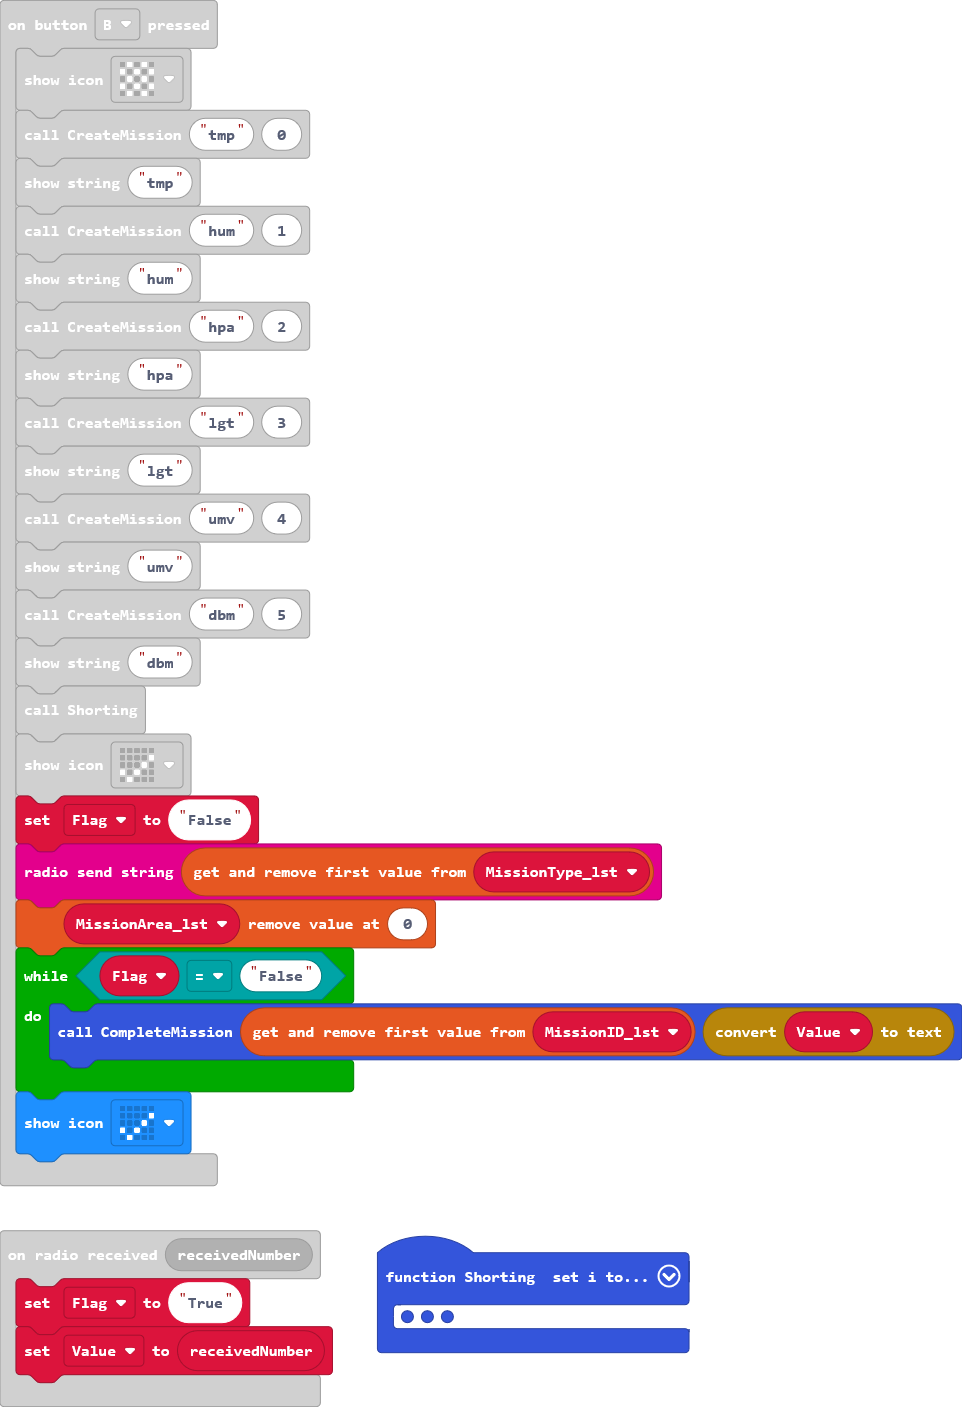 on button B pressed
show icon
call CreateMission "tmp" 0
show string "tmp"
call CreateMission "hum" 1
show string "hum"
call CreateMission "hpa" 2
show string "hpa"
call CreateMission "lgt" 3
show string "lgt"
call CreateMission "umv" 4
show string "umv"
call CreateMission "dbm" 5
show string "dbm"
call Shorting
show icon
set Flag to "False"
radio send string get and remove first value from MissionType_lst
MissionArea_lst remove value at 0
while Flag = "False"
do call CompleteMission get and remove first value from MissionID_lst convert Value to text
show icon
on radio received receivedNumber
set Flag to "True"
set Value to receivedNumber
function Shorting set i to...